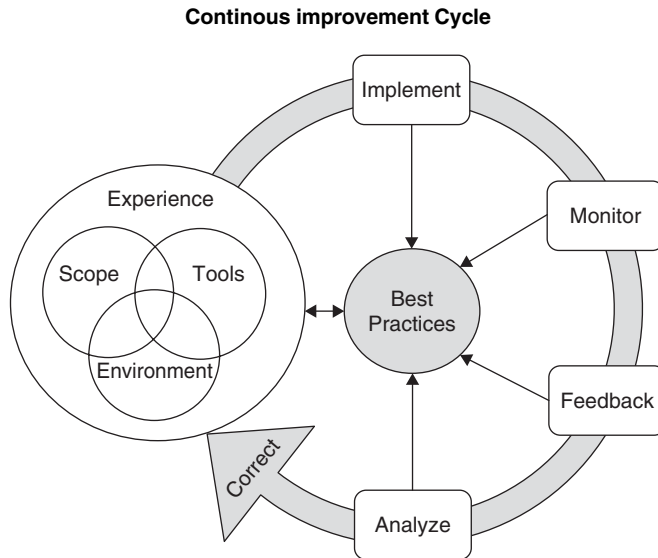 Continous improvement Cycle
Implement
Experience
Monitor
Scope
Tools
Best
Practices
Environment
Feedback
Correct
Analyze